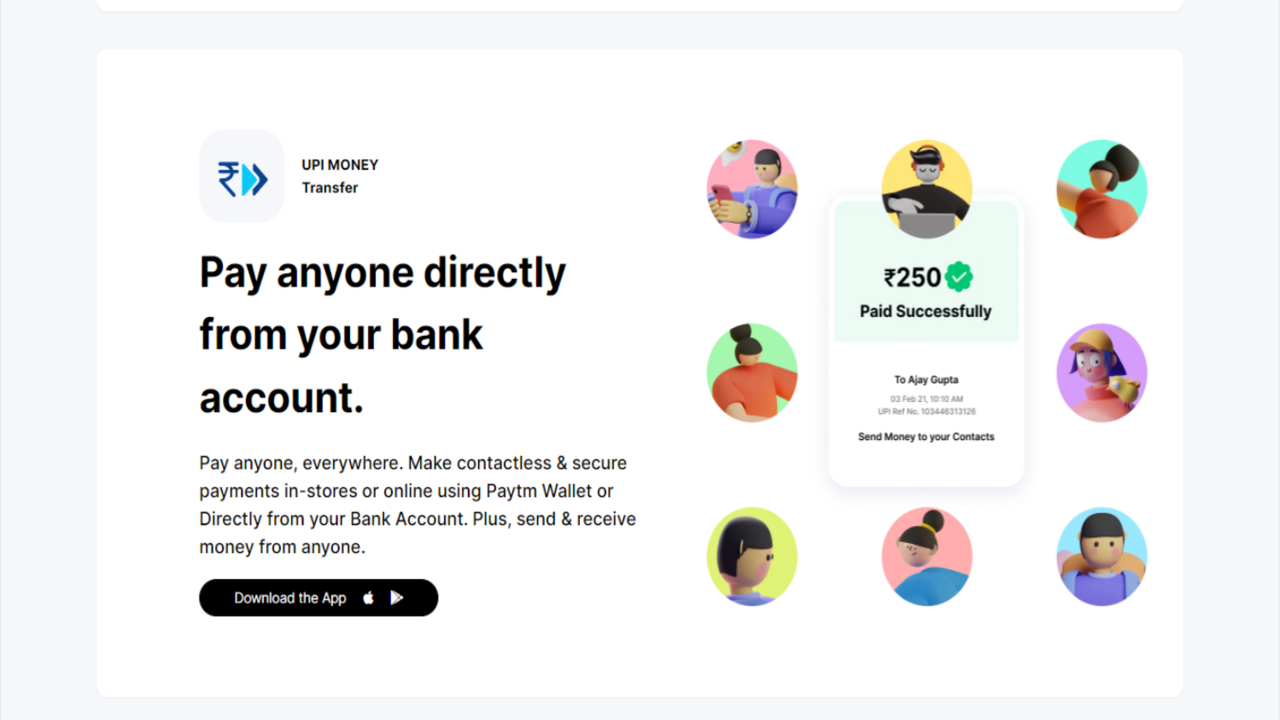 UPI MONEY
Transfer
Pay anyone directly
from your bank
account.
Pay anyone, everywhere. Make contactless & secure
payments in-stores or online using Paytm Wallet or
Directly from your Bank Account. Plus, send & receive
money from anyone.
Download the App
₹250
Paid Successfully
To Ajay Gupta
03 Feb 21, 10:10 AM
UPI Ref No. 103446313126
Send Money to your Contacts